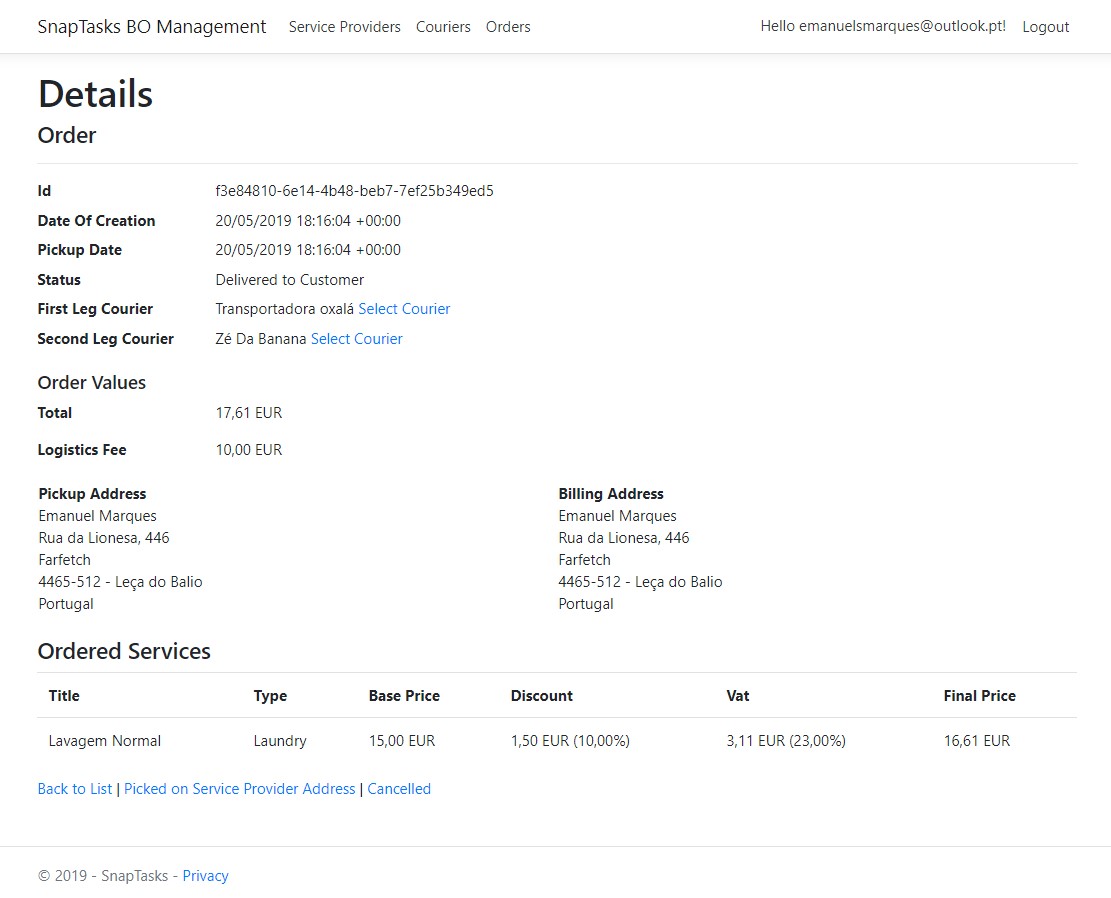 SnapTasks BO Management Service Providers Couriers Orders Hello emanuelsmarques@outlook.pt! Logout
Details
Order
Id f3e84810-6e14-4b48-beb7-7ef25b349ed5
Date Of Creation 20/05/2019 18:16:04 +00:00
Pickup Date 20/05/2019 18:16:04 +00:00
Status Delivered to Customer
First Leg Courier Transportadora oxalá Select Courier
Second Leg Courier Zé Da Banana Select Courier
Order Values
Total 17,61 EUR
Logistics Fee 10,00 EUR
Pickup Address
Emanuel Marques
Rua da Lionesa, 446
Farfetch
4465-512 - Leça do Balio
Portugal
Billing Address
Emanuel Marques
Rua da Lionesa, 446
Farfetch
4465-512 - Leça do Balio
Portugal
Ordered Services
Title Type Base Price Discount Vat Final Price
Lavagem Normal Laundry 15,00 EUR 1,50 EUR (10,00%) 3,11 EUR (23,00%) 16,61 EUR
Back to List | Picked on Service Provider Address | Cancelled
© 2019 - SnapTasks - Privacy